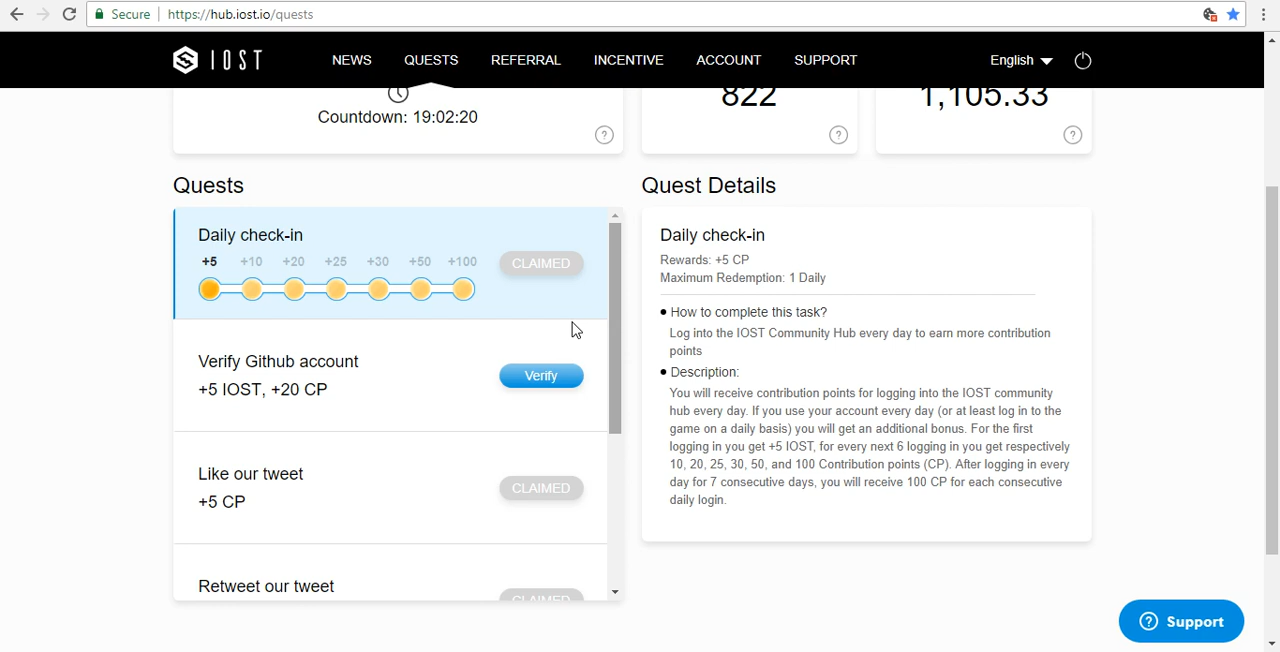 Secure | https://hub.iost.io/quests
IOST
NEWS QUESTS REFERRAL INCENTIVE ACCOUNT SUPPORT English
Countdown: 19:02:20
?
822
?
1,105.33
?
Quests
Daily check-in
+5 +10 +20 +25 +30 +50 +100
CLAIMED
Verify Github account
+5 IOST, +20 CP
Verify
Like our tweet
+5 CP
CLAIMED
Retweet our tweet
CLAIMED
Quest Details
Daily check-in
Rewards: +5 CP
Maximum Redemption: 1 Daily
● How to complete this task?
Log into the IOST Community Hub every day to earn more contribution
points
● Description:
You will receive contribution points for logging into the IOST community
hub every day. If you use your account every day (or at least log in to the
game on a daily basis) you will get an additional bonus. For the first
logging in you get +5 IOST, for every next 6 logging in you get respectively
10, 20, 25, 30, 50, and 100 Contribution points (CP). After logging in every
day for 7 consecutive days, you will receive 100 CP for each consecutive
daily login.
? Support